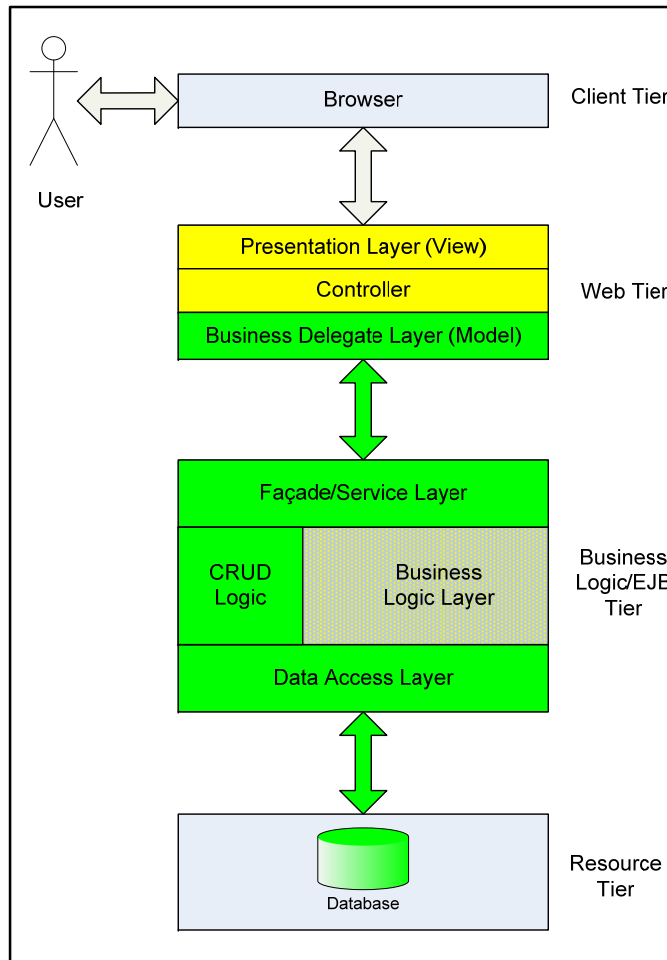 Browser
Client Tier
User
Presentation Layer (View)
Controller
Web Tier
Business Delegate Layer (Model)
Façade/Service Layer
CRUD
Logic
Business
Logic Layer
Business
Logic/EJB
Tier
Data Access Layer
Database
Resource
Tier